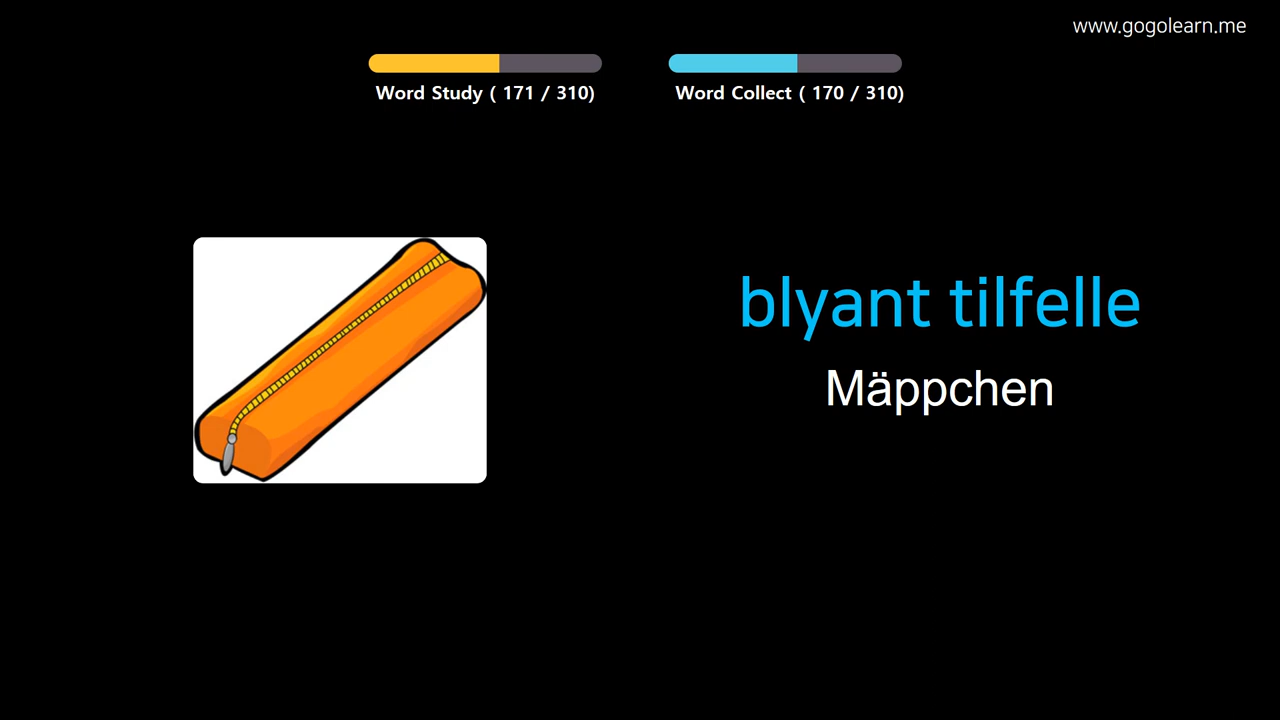 www.gogolearn.me
Word Study ( 171 / 310)
Word Collect ( 170 / 310)
blyant tilfelle
Mäppchen